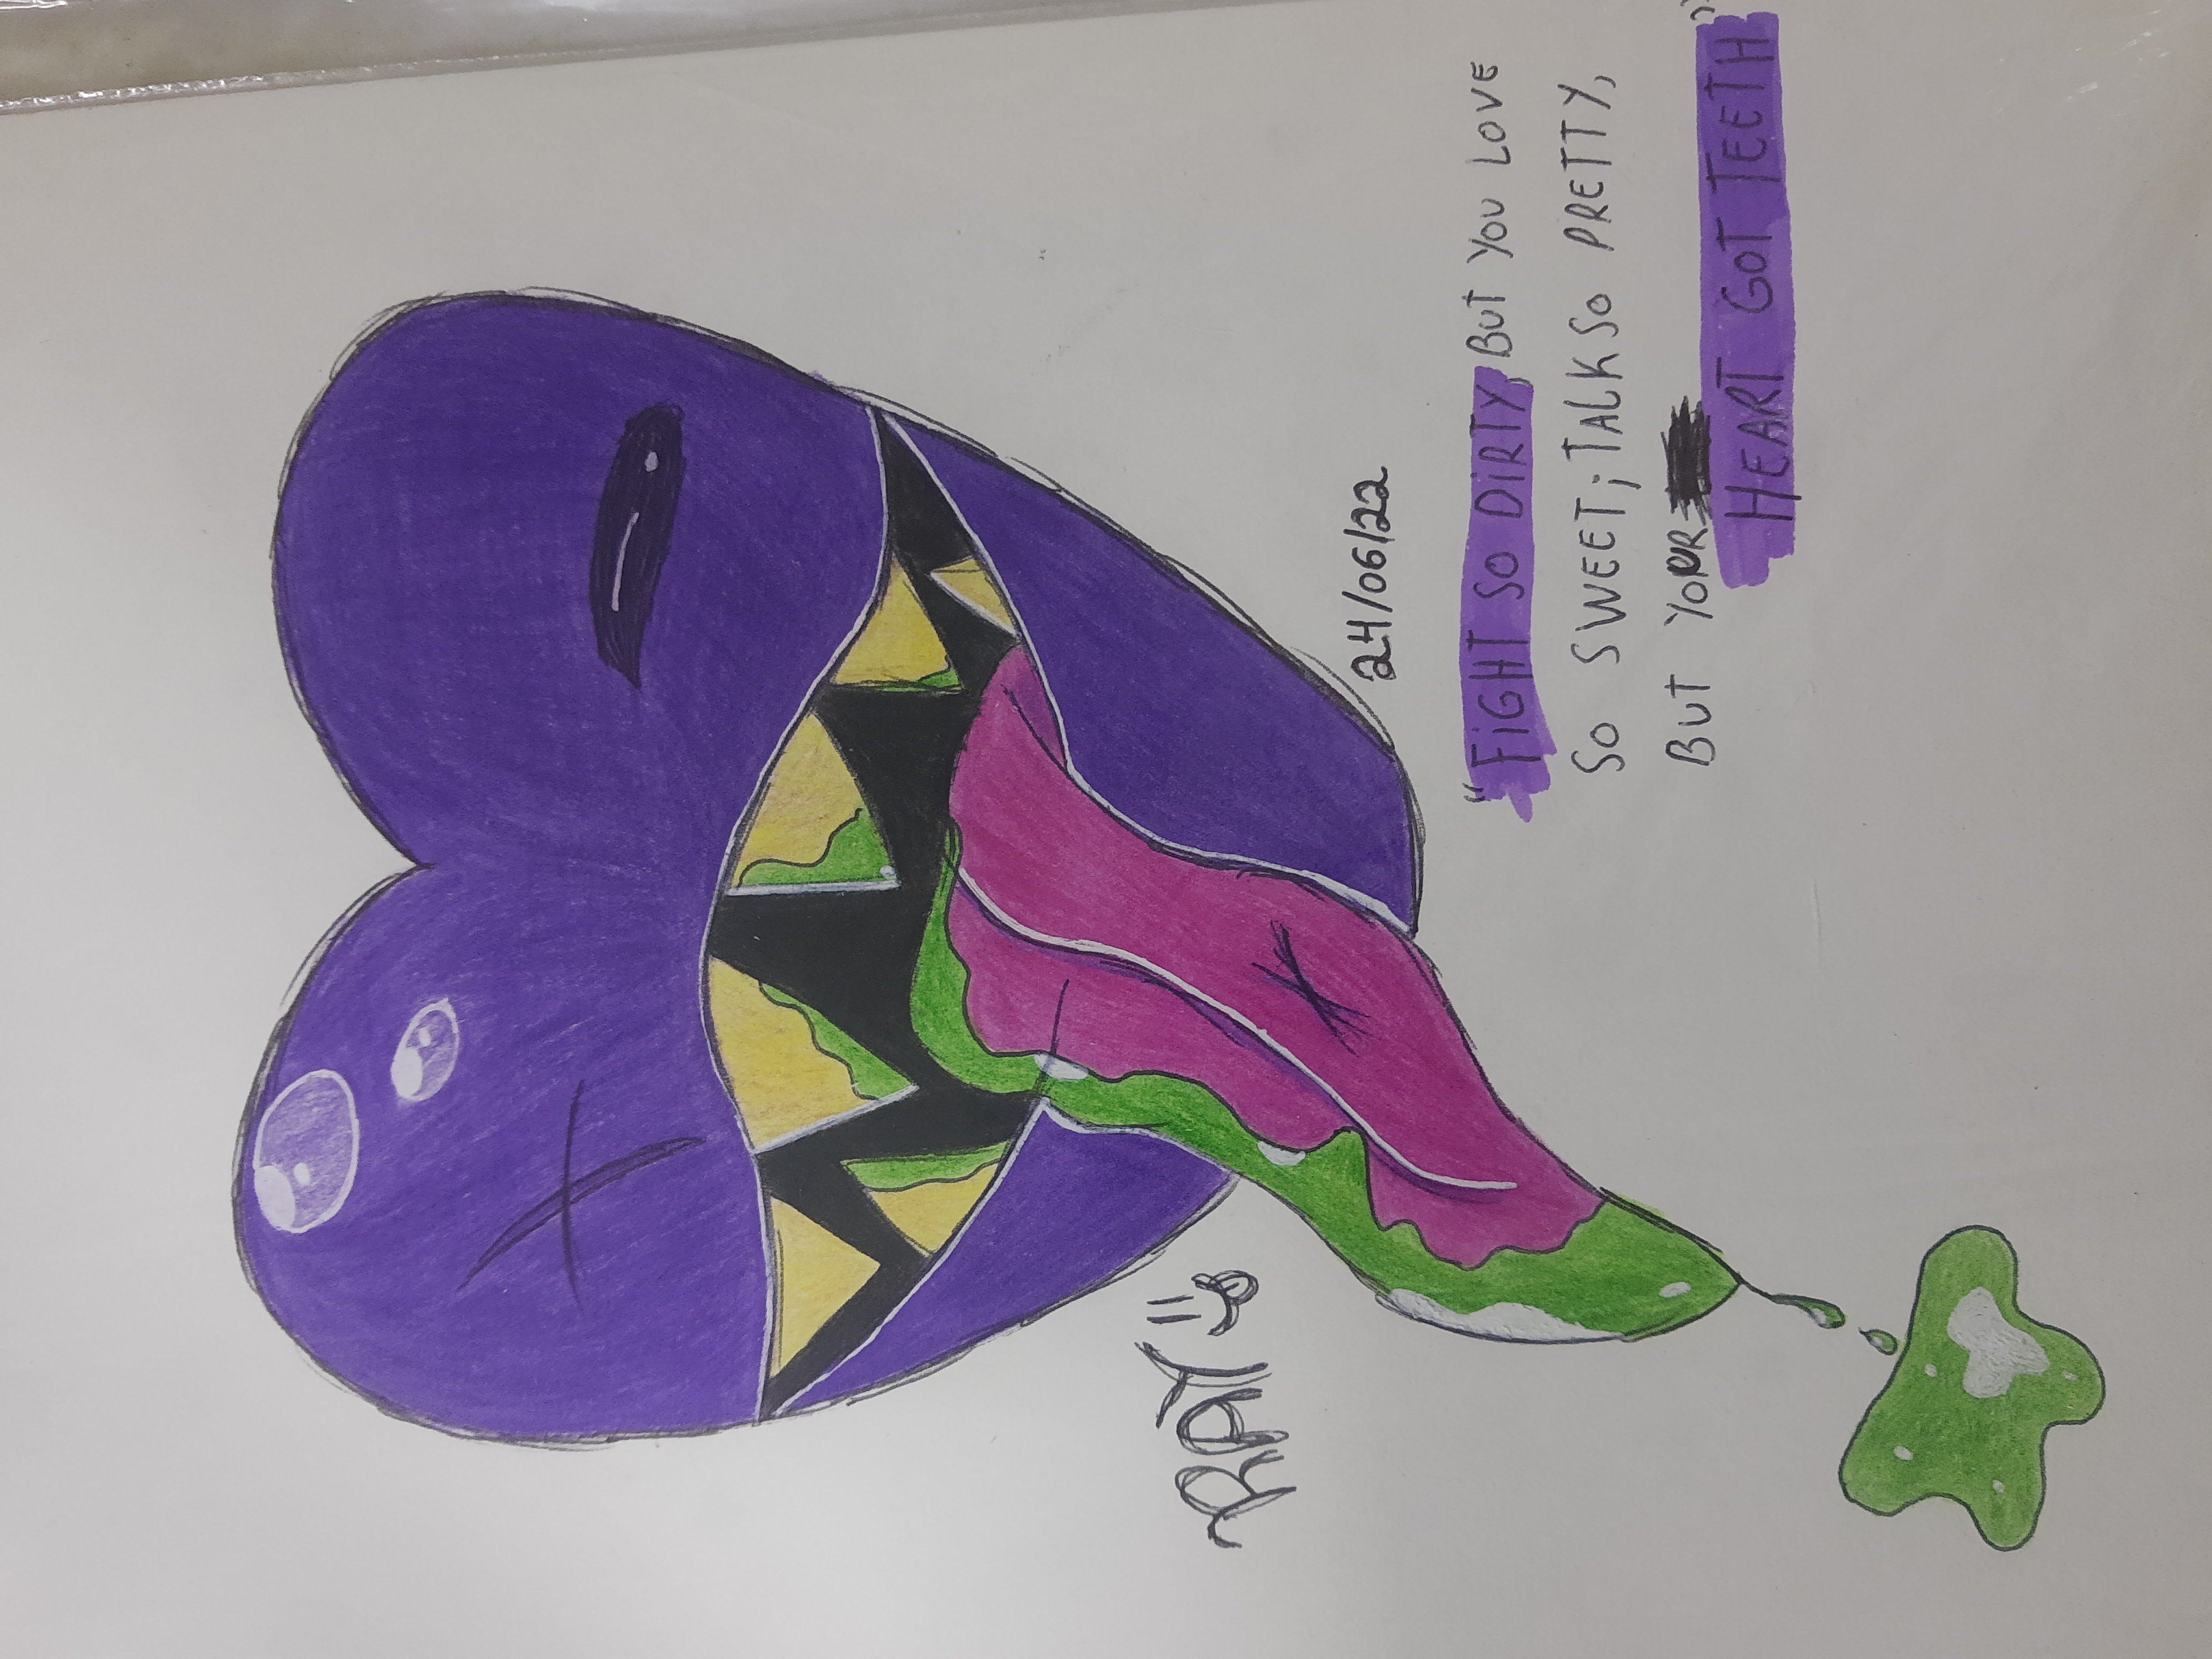 RAY
24/06/22
"FiGHT SO DiRTY, BUT YOU LOVE
SO SWEET; TALK SO PRETTY,
BUT YOUR
HEART GOT TEETH"